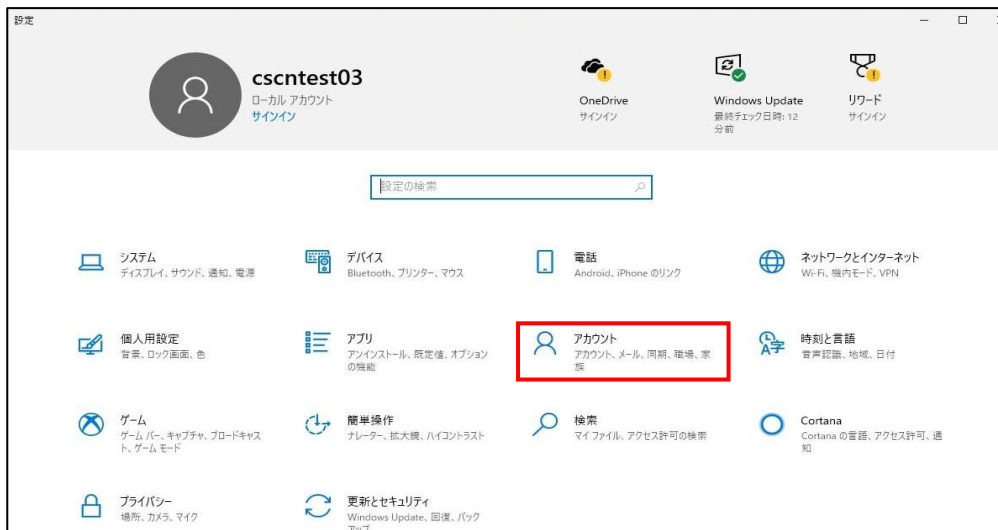 設定
cscntest03
ローカル アカウント
サインイン
OneDrive
サインイン
Windows Update
最終チェック日時: 12
分前
リワード
サインイン
設定の検索
システム
ディスプレイ、サウンド、通知、電源
デバイス
Bluetooth、プリンター、マウス
電話
Android、iPhone のリンク
ネットワークとインターネット
Wi-Fi、機内モード、VPN
個人用設定
背景、ロック画面、色
アプリ
アンインストール、既定値、オプション
の機能
アカウント
アカウント、メール、同期、職場、家
族
時刻と言語
音声認識、地域、日付
ゲーム
ゲーム バー、キャプチャ、ブロードキャス
ト、ゲーム モード
簡単操作
ナレーター、拡大鏡、ハイコントラスト
検索
マイ ファイル、アクセス許可の検索
Cortana
Cortana の言語、アクセス許可、通
知
プライバシー
場所、カメラ、マイク
更新とセキュリティ
Windows Update、回復、バック
アップ